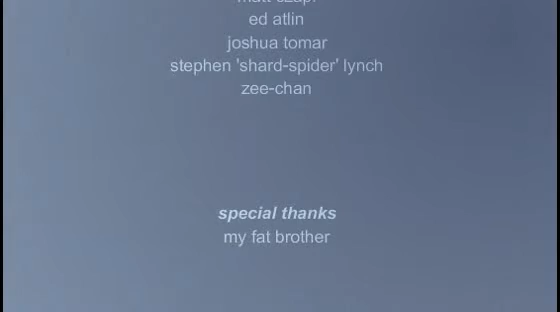 ed atlin
joshua tomar
stephen 'shard-spider' lynch
zee-chan
special thanks
my fat brother